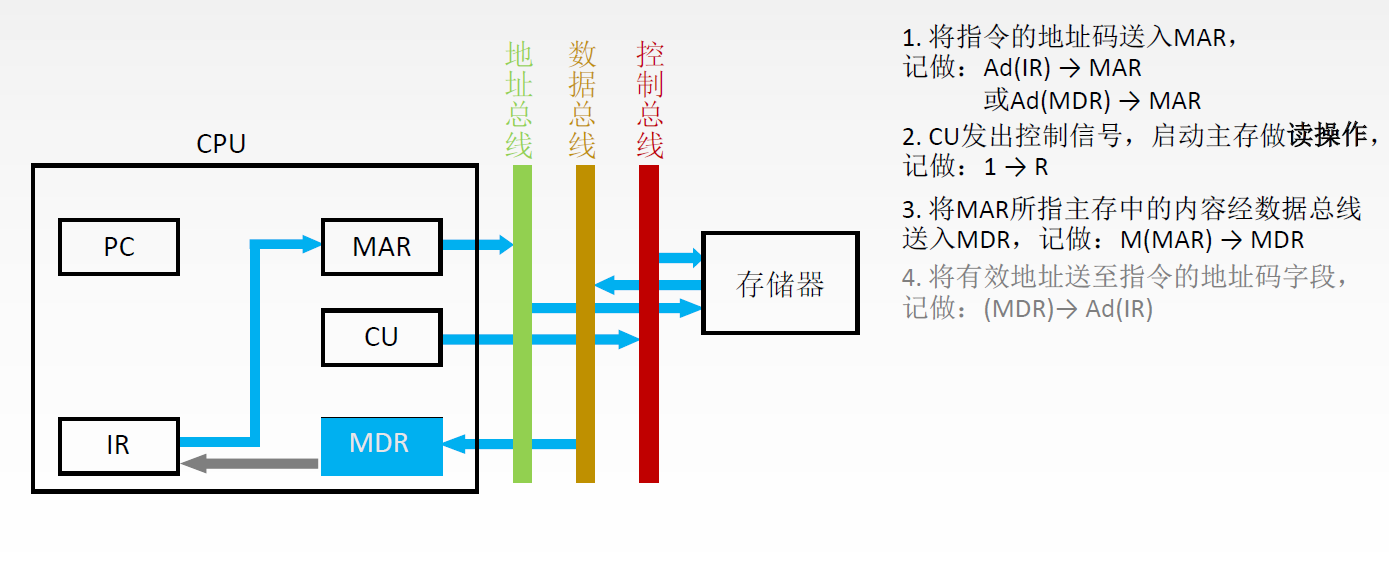 地址总线
数据总线
控制总线
CPU
PC
MAR
CU
IR
MDR
存储器
1. 将指令的地址码送入MAR，
记做：Ad(IR) → MAR
或Ad(MDR) → MAR
2. CU发出控制信号，启动主存做读操作，
记做：1 → R
3. 将MAR所指主存中的内容经数据总线
送入MDR，记做：M(MAR) → MDR
4. 将有效地址送至指令的地址码字段，
记做：(MDR)→ Ad(IR)